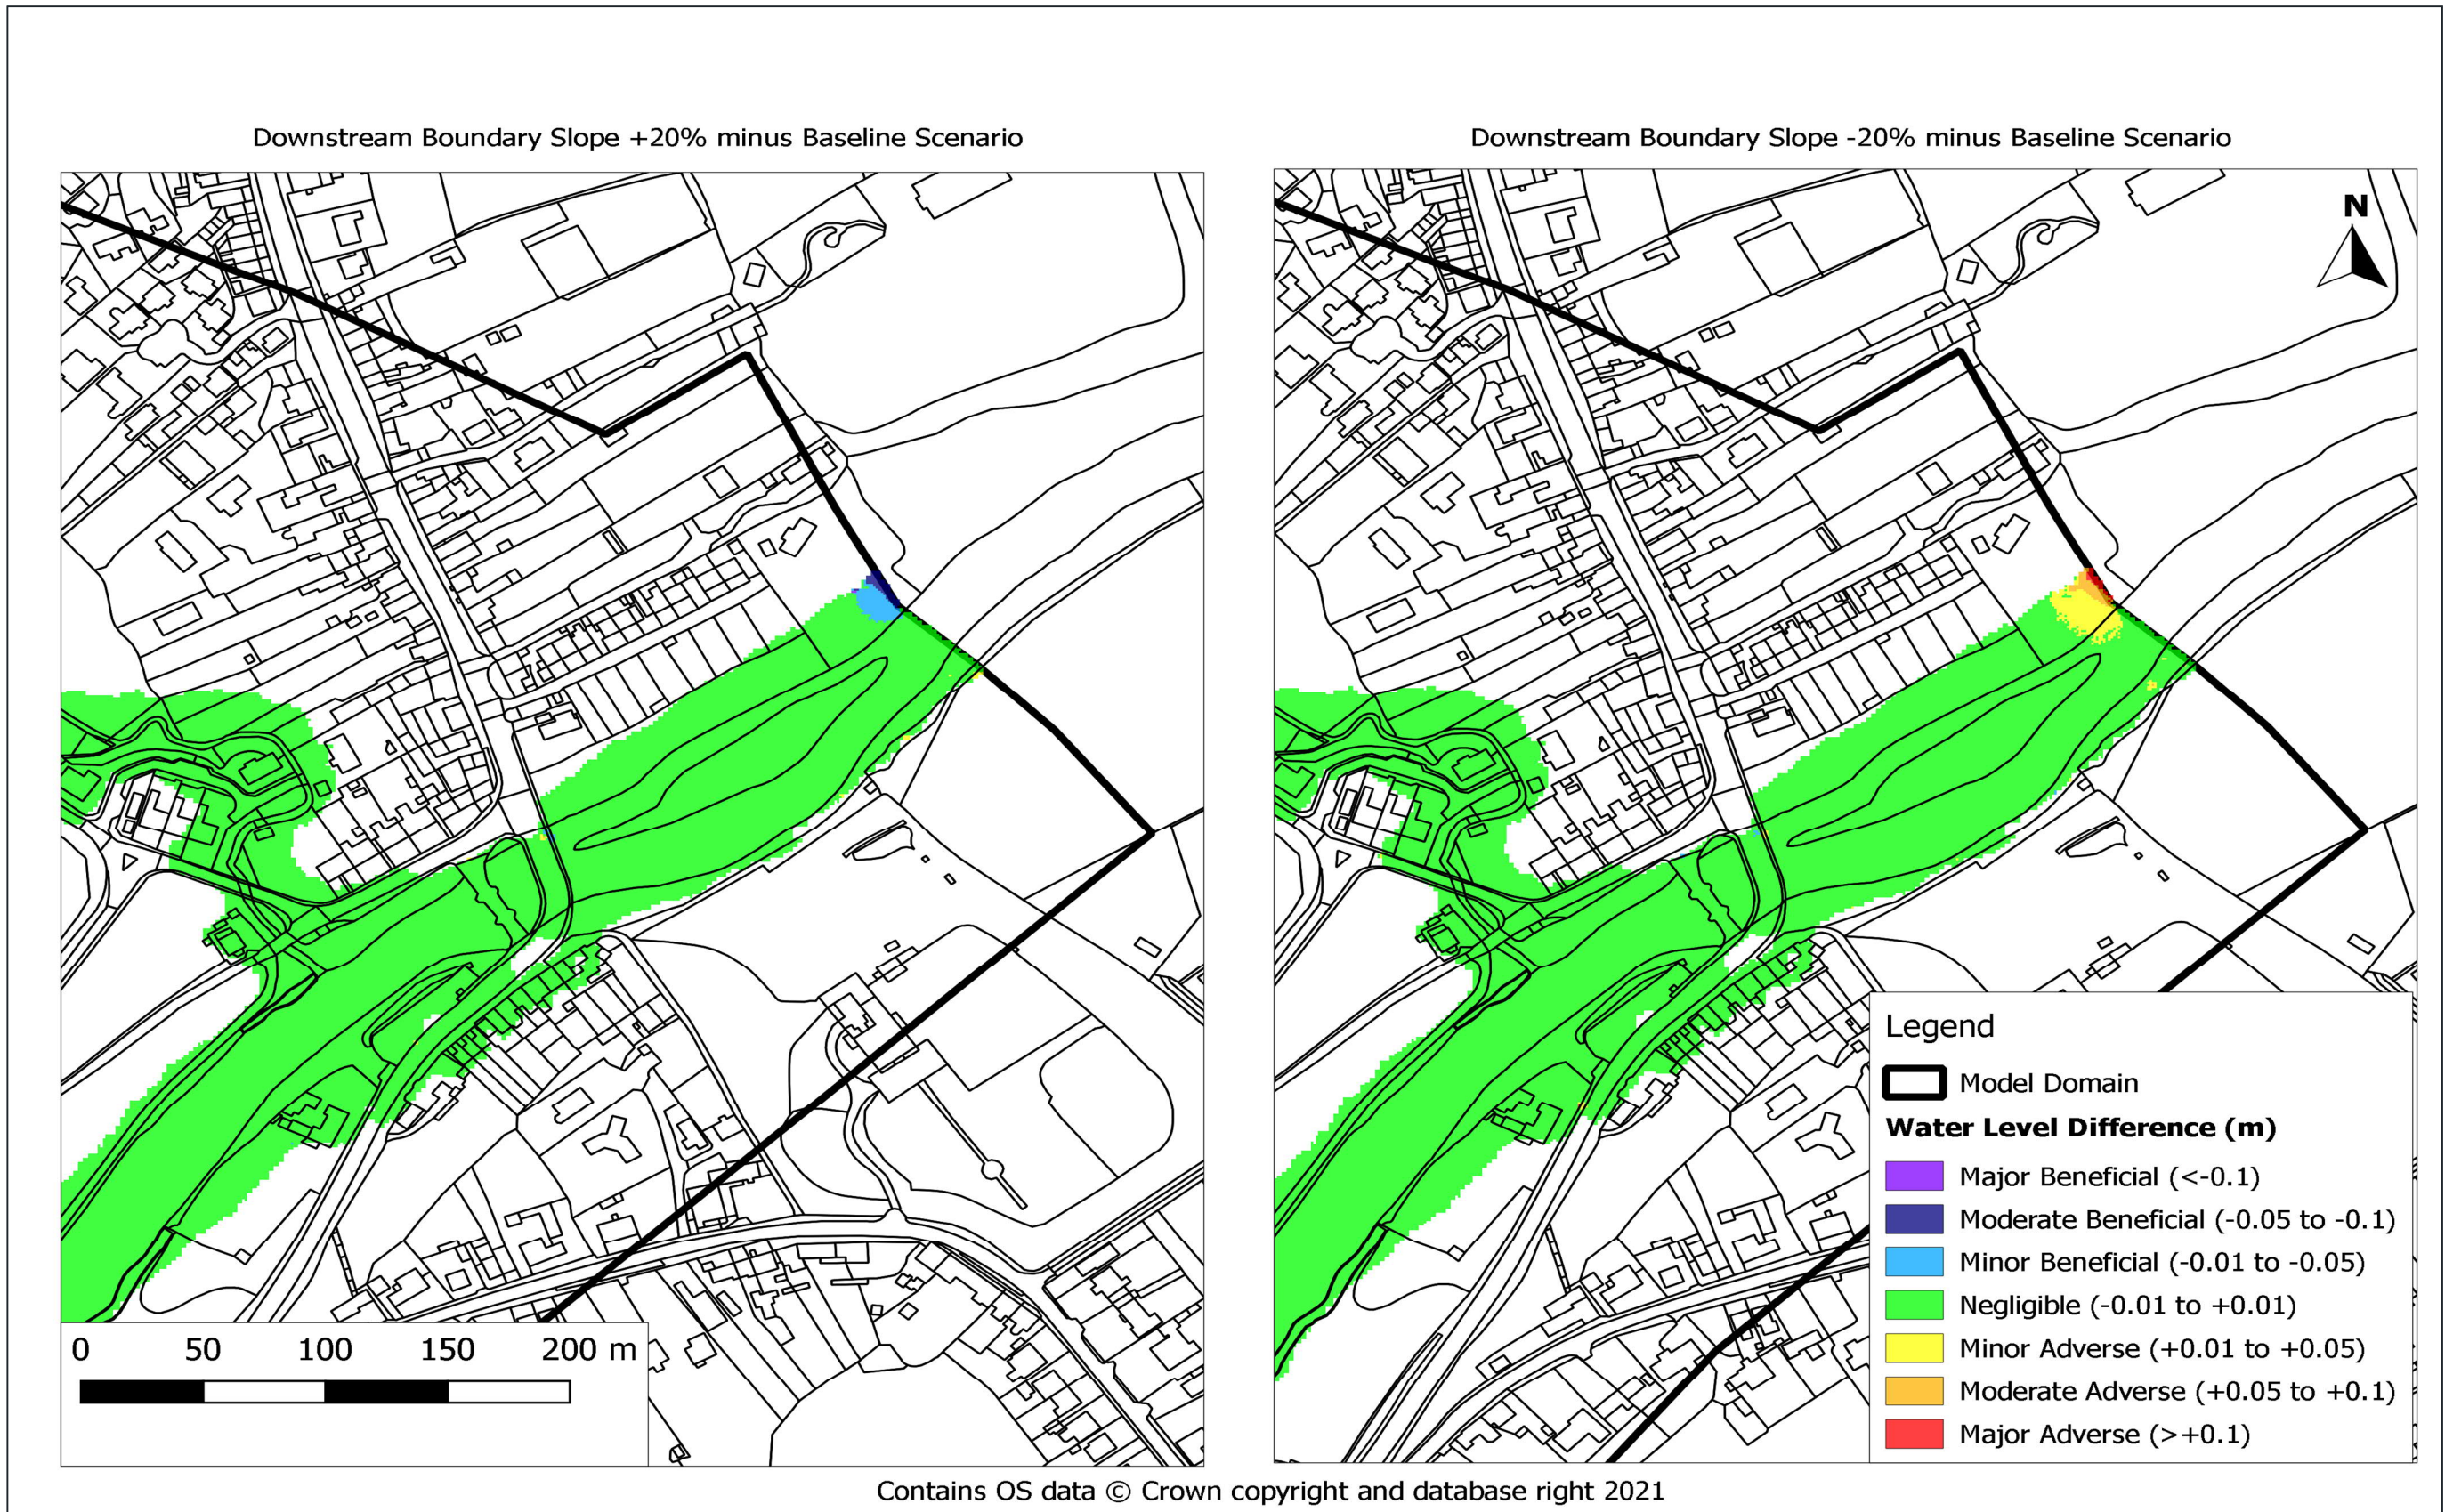 Downstream Boundary Slope +20% minus Baseline Scenario
Downstream Boundary Slope -20% minus Baseline Scenario
N
Legend
Model Domain
Water Level Difference (m)
Major Beneficial (<-0.1)
Moderate Beneficial (-0.05 to -0.1)
Minor Beneficial (-0.01 to -0.05)
Negligible (-0.01 to +0.01)
Minor Adverse (+0.01 to +0.05)
Moderate Adverse (+0.05 to +0.1)
Major Adverse (>+0.1)
0 50 100 150 200 m
Contains OS data © Crown copyright and database right 2021